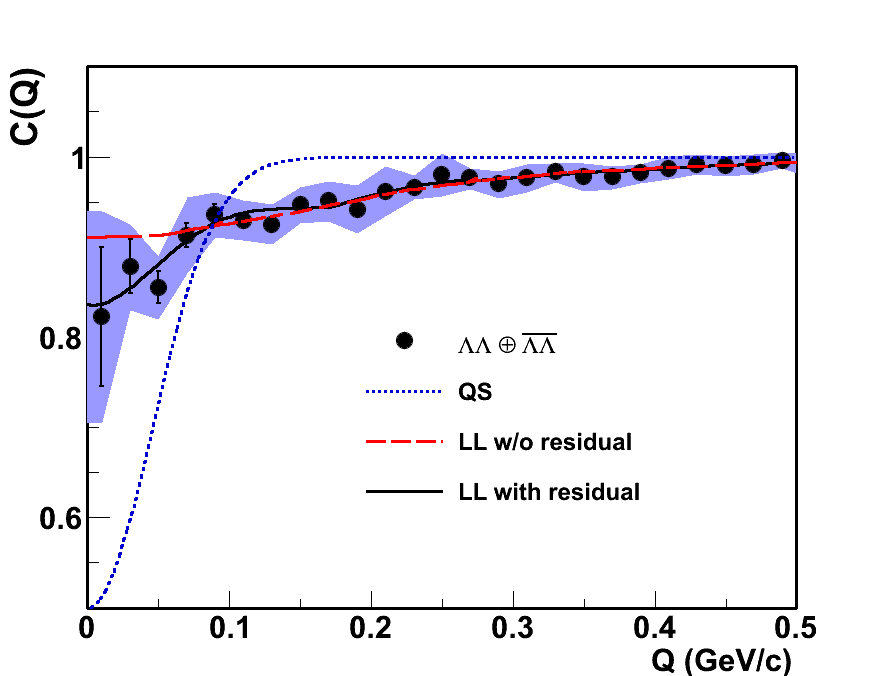 C(Q)
1
0.8
0.6
ΛΛ ⊕ Λ̅Λ̅
QS
LL w/o residual
LL with residual
0 0.1 0.2 0.3 0.4 0.5
Q (GeV/c)